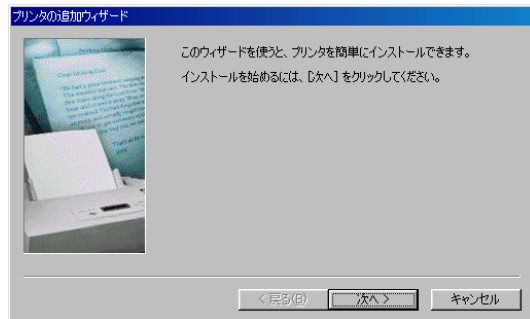 プリンタの追加ウィザード
このウィザードを使うと、プリンタを簡単にインストールできます。
インストールを始めるには、[次へ] をクリックしてください。
< 戻る(B)
次へ >
キャンセル